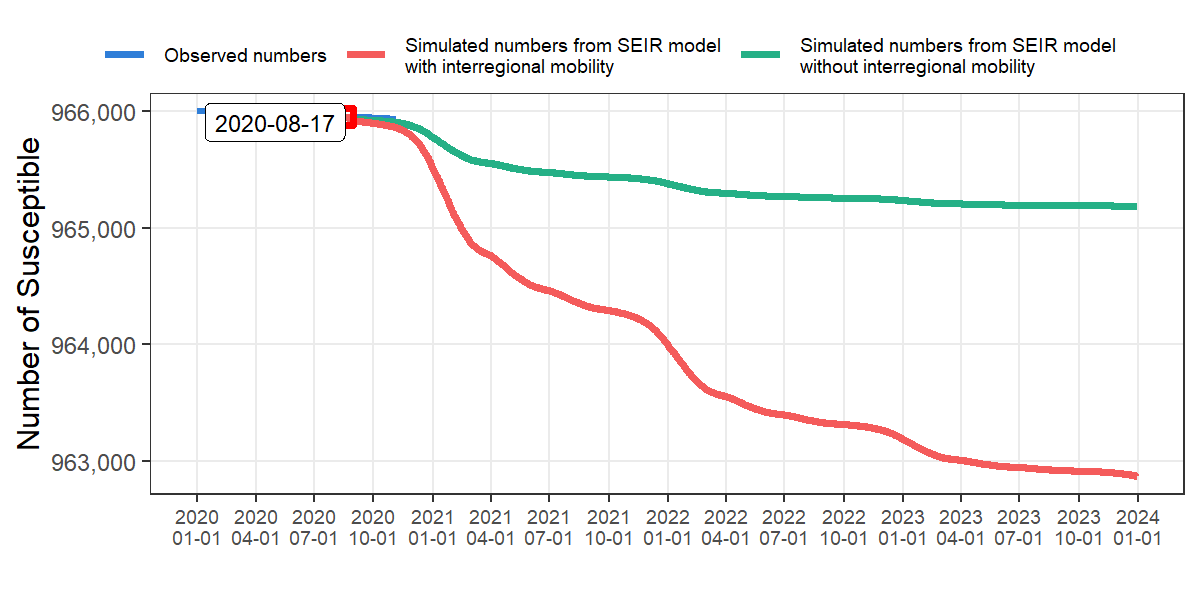 Observed numbers
Simulated numbers from SEIR model
with interregional mobility
Simulated numbers from SEIR model
without interregional mobility
Number of Susceptible
966,000
965,000
964,000
963,000
2020-08-17
2020 2020 2020 2020 2021 2021 2021 2021 2022 2022 2022 2022 2023 2023 2023 2023 2024
01-01 04-01 07-01 10-01 01-01 04-01 07-01 10-01 01-01 04-01 07-01 10-01 01-01 04-01 07-01 10-01 01-01